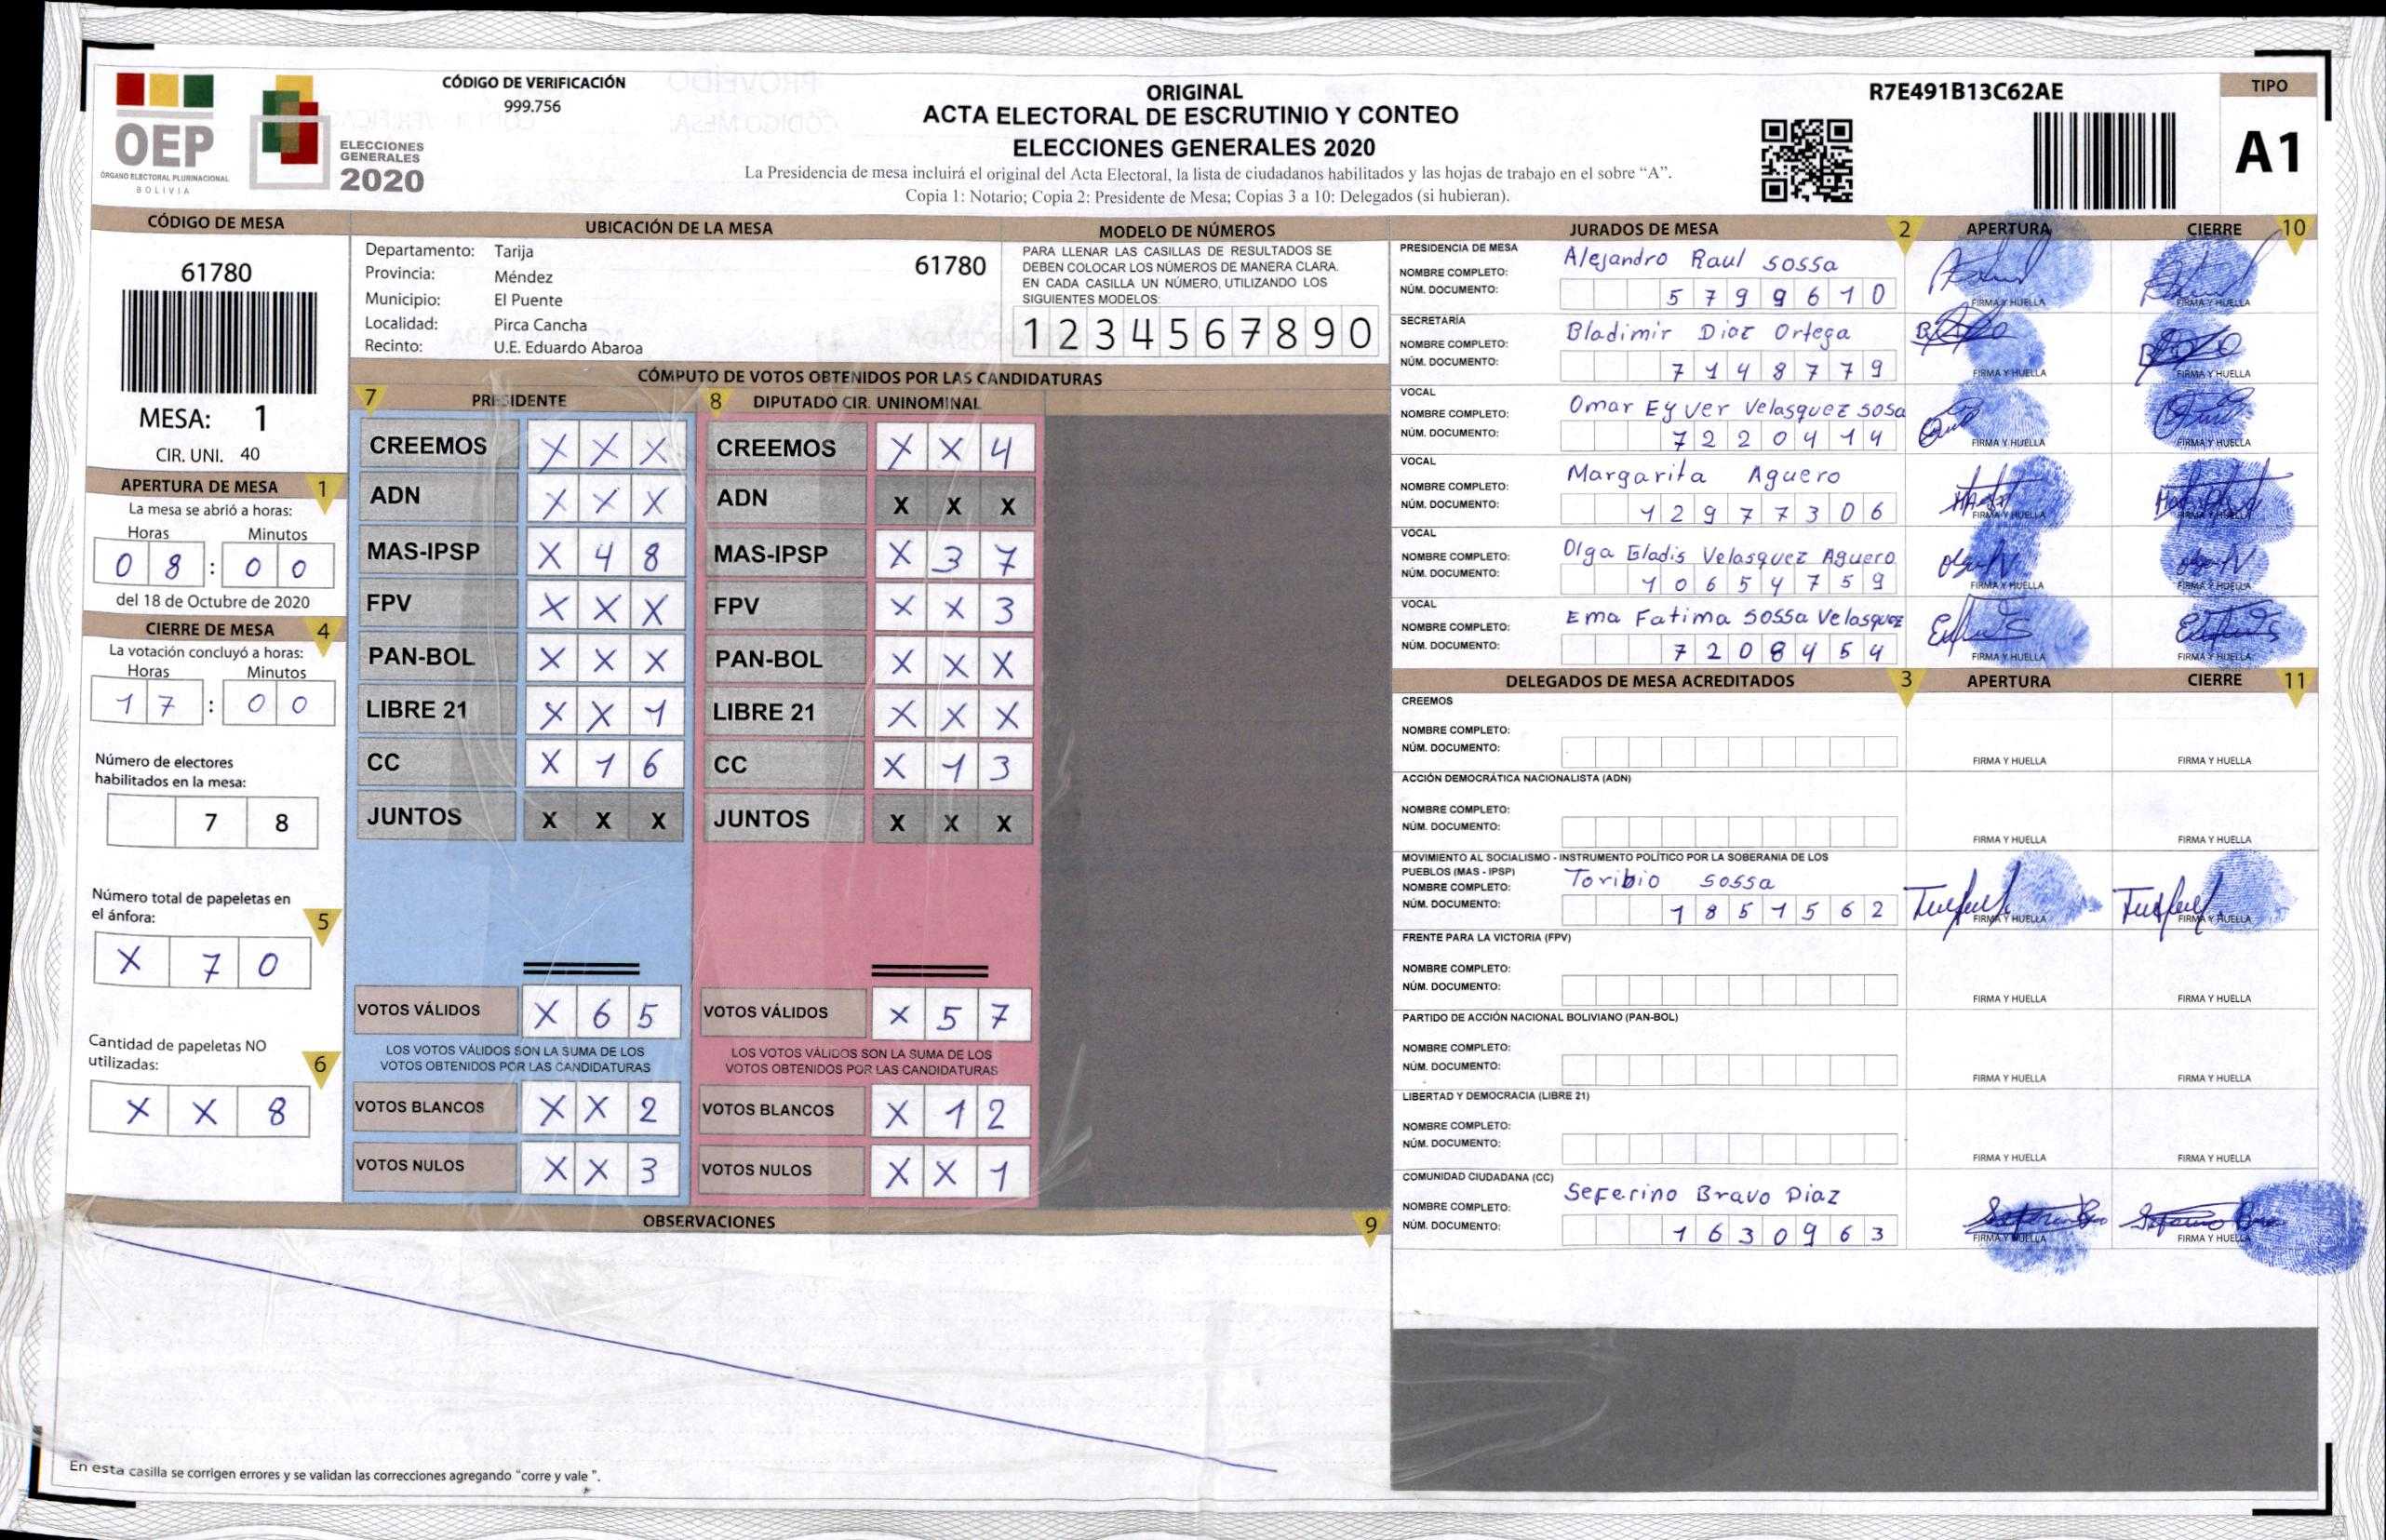 CÓDIGO DE VERIFICACIÓN
999.756
OEP
ÓRGANO ELECTORAL PLURINACIONAL
BOLIVIA
ELECCIONES
GENERALES
2020
ORIGINAL
ACTA ELECTORAL DE ESCRUTINIO Y CONTEO
ELECCIONES GENERALES 2020
La Presidencia de mesa incluirá el original del Acta Electoral, la lista de ciudadanos habilitados y las hojas de trabajo en el sobre “A”.
Copia 1: Notario; Copia 2: Presidente de Mesa; Copias 3 a 10: Delegados (si hubieran).
R7E491B13C62AE
TIPO
A1
CÓDIGO DE MESA
61780
MESA: 1
CIR. UNI. 40
UBICACIÓN DE LA MESA
Departamento: Tarija
61780
Provincia: Méndez
Municipio: El Puente
Localidad: Pirca Cancha
Recinto: U.E. Eduardo Abaroa
MODELO DE NÚMEROS
PARA LLENAR LAS CASILLAS DE RESULTADOS SE
DEBEN COLOCAR LOS NÚMEROS DE MANERA CLARA.
EN CADA CASILLA UN NÚMERO, UTILIZANDO LOS
SIGUIENTES MODELOS:
1 2 3 4 5 6 7 8 9 0
APERTURA DE MESA 1
La mesa se abrió a horas:
Horas Minutos
0 8 : 0 0
del 18 de Octubre de 2020
CIERRE DE MESA 4
La votación concluyó a horas:
Horas Minutos
1 7 : 0 0
Número de electores
habilitados en la mesa:
7 8
Número total de papeletas en
el ánfora: 5
X 7 0
Cantidad de papeletas NO
utilizadas: 6
X X 8
CÓMPUTO DE VOTOS OBTENIDOS POR LAS CANDIDATURAS
7 PRESIDENTE
CREEMOS X X X
ADN X X X
MAS-IPSP X 4 8
FPV X X X
PAN-BOL X X X
LIBRE 21 X X 1
CC X 1 6
JUNTOS X X X
VOTOS VÁLIDOS X 6 5
LOS VOTOS VÁLIDOS SON LA SUMA DE LOS
VOTOS OBTENIDOS POR LAS CANDIDATURAS
VOTOS BLANCOS X X 2
VOTOS NULOS X X 3
8 DIPUTADO CIR. UNINOMINAL
CREEMOS X X 4
ADN X X X
MAS-IPSP X 3 7
FPV X X 3
PAN-BOL X X X
LIBRE 21 X X X
CC X 1 3
JUNTOS X X X
VOTOS VÁLIDOS X 5 7
LOS VOTOS VÁLIDOS SON LA SUMA DE LOS
VOTOS OBTENIDOS POR LAS CANDIDATURAS
VOTOS BLANCOS X 1 2
VOTOS NULOS X X 1
OBSERVACIONES 9
En esta casilla se corrigen errores y se validan las correcciones agregando "corre y vale ".
JURADOS DE MESA 2 APERTURA CIERRE 10
PRESIDENCIA DE MESA
NOMBRE COMPLETO: Alejandro Raul Sossa
NÚM. DOCUMENTO: 5 7 9 9 6 1 0
FIRMA Y HUELLA FIRMA Y HUELLA
SECRETARÍA
NOMBRE COMPLETO: Bladimir Diaz Ortega
NÚM. DOCUMENTO: 7 1 4 8 7 7 9
FIRMA Y HUELLA FIRMA Y HUELLA
VOCAL
NOMBRE COMPLETO: Omar Eyver Velasquez Sosa
NÚM. DOCUMENTO: 7 2 2 0 4 1 4
FIRMA Y HUELLA FIRMA Y HUELLA
VOCAL
NOMBRE COMPLETO: Margarita Aguero
NÚM. DOCUMENTO: 1 2 9 7 7 3 0 6
FIRMA Y HUELLA FIRMA Y HUELLA
VOCAL
NOMBRE COMPLETO: Olga Gladis Velasquez Aguero
NÚM. DOCUMENTO: 1 0 6 5 4 7 5 9
FIRMA Y HUELLA FIRMA Y HUELLA
VOCAL
NOMBRE COMPLETO: Ema Fatima Sossa Velasquez
NÚM. DOCUMENTO: 7 2 0 8 4 5 4
FIRMA Y HUELLA FIRMA Y HUELLA
DELEGADOS DE MESA ACREDITADOS 3 APERTURA CIERRE 11
CREEMOS
NOMBRE COMPLETO:
NÚM. DOCUMENTO:
FIRMA Y HUELLA FIRMA Y HUELLA
ACCIÓN DEMOCRÁTICA NACIONALISTA (ADN)
NOMBRE COMPLETO:
NÚM. DOCUMENTO:
FIRMA Y HUELLA FIRMA Y HUELLA
MOVIMIENTO AL SOCIALISMO - INSTRUMENTO POLÍTICO POR LA SOBERANIA DE LOS
PUEBLOS (MAS - IPSP)
NOMBRE COMPLETO: Toribio Sossa
NÚM. DOCUMENTO: 1 8 5 1 5 6 2
FIRMA Y HUELLA FIRMA Y HUELLA
FRENTE PARA LA VICTORIA (FPV)
NOMBRE COMPLETO:
NÚM. DOCUMENTO:
FIRMA Y HUELLA FIRMA Y HUELLA
PARTIDO DE ACCIÓN NACIONAL BOLIVIANO (PAN-BOL)
NOMBRE COMPLETO:
NÚM. DOCUMENTO:
FIRMA Y HUELLA FIRMA Y HUELLA
LIBERTAD Y DEMOCRACIA (LIBRE 21)
NOMBRE COMPLETO:
NÚM. DOCUMENTO:
FIRMA Y HUELLA FIRMA Y HUELLA
COMUNIDAD CIUDADANA (CC)
NOMBRE COMPLETO: Seferino Bravo Diaz
NÚM. DOCUMENTO: 1 6 3 0 9 6 3
FIRMA Y HUELLA FIRMA Y HUELLA